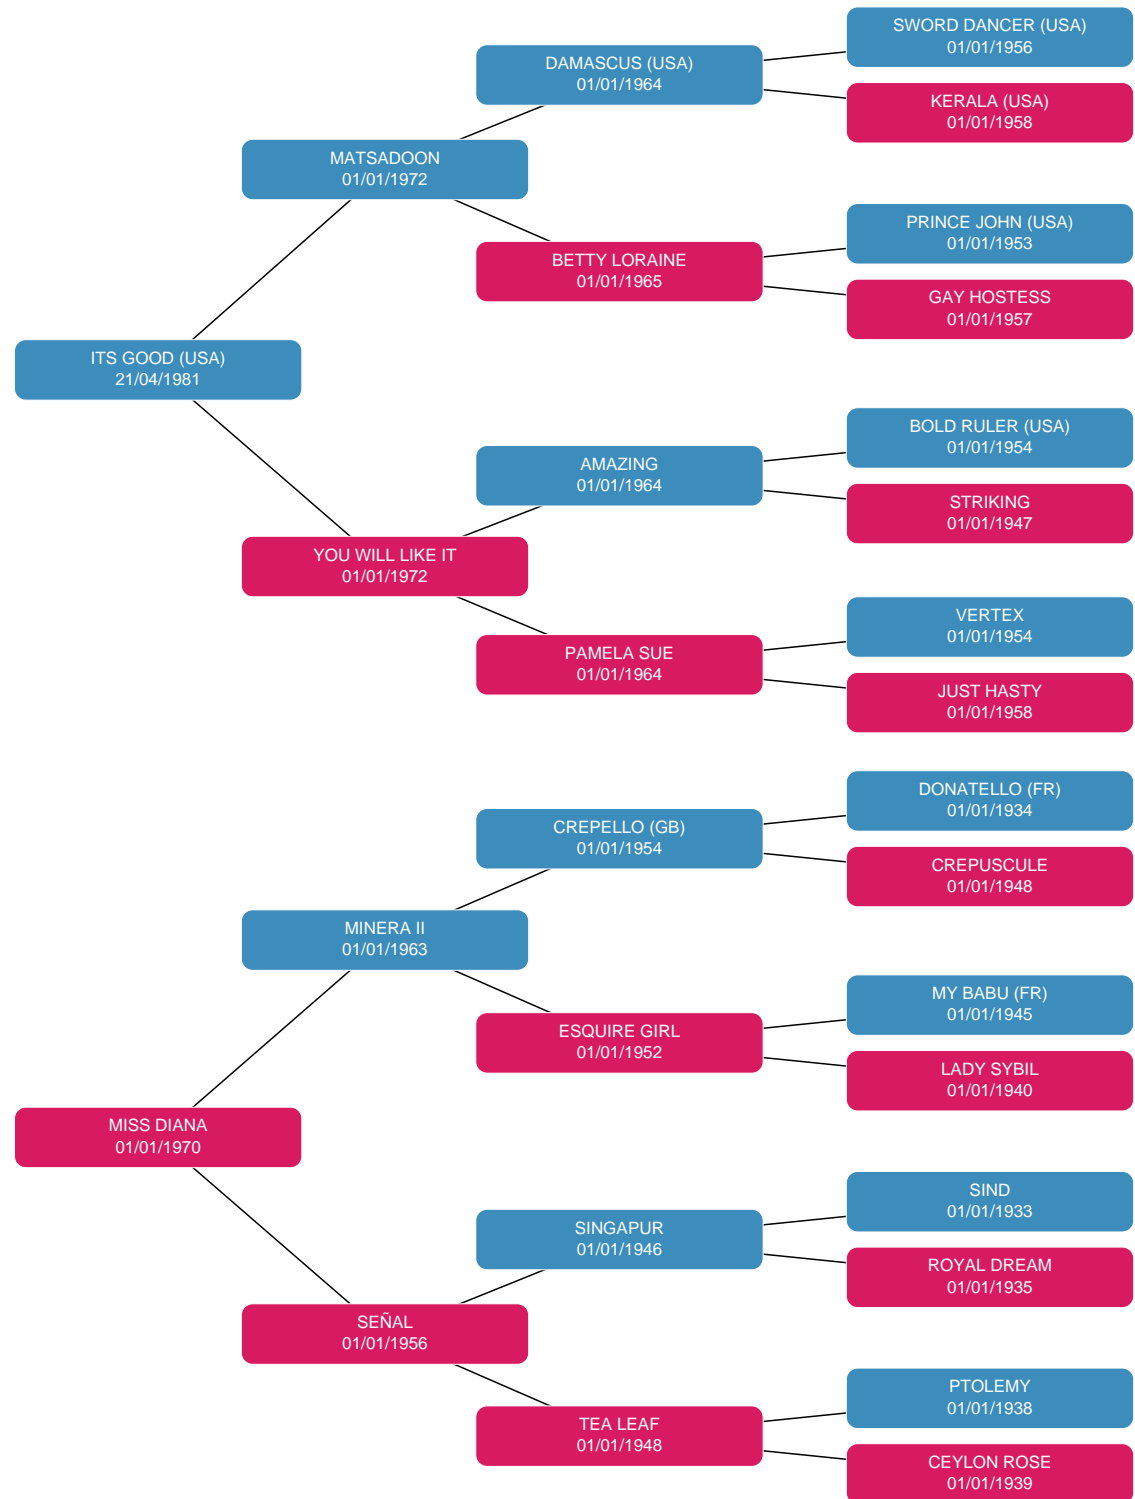 SWORD DANCER (USA)
01/01/1956
DAMASCUS (USA)
01/01/1964
KERALA (USA)
01/01/1958
MATSADOON
01/01/1972
PRINCE JOHN (USA)
01/01/1953
BETTY LORAINE
01/01/1965
GAY HOSTESS
01/01/1957
ITS GOOD (USA)
21/04/1981
BOLD RULER (USA)
01/01/1954
AMAZING
01/01/1964
STRIKING
01/01/1947
YOU WILL LIKE IT
01/01/1972
VERTEX
01/01/1954
PAMELA SUE
01/01/1964
JUST HASTY
01/01/1958
DONATELLO (FR)
01/01/1934
CREPELLO (GB)
01/01/1954
CREPUSCULE
01/01/1948
MINERA II
01/01/1963
MY BABU (FR)
01/01/1945
ESQUIRE GIRL
01/01/1952
LADY SYBIL
01/01/1940
MISS DIANA
01/01/1970
SIND
01/01/1933
SINGAPUR
01/01/1946
ROYAL DREAM
01/01/1935
SEÑAL
01/01/1956
PTOLEMY
01/01/1938
TEA LEAF
01/01/1948
CEYLON ROSE
01/01/1939